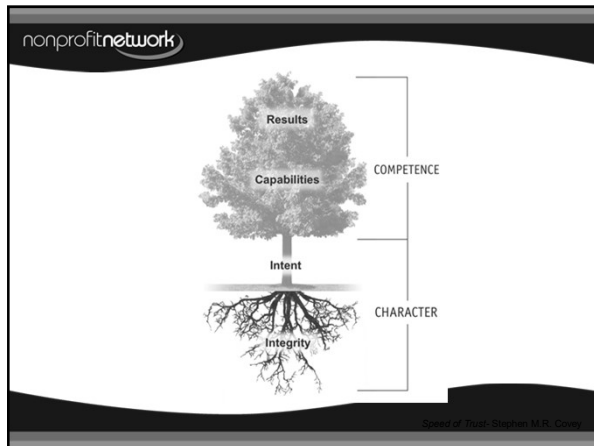 nonprofitnetwork
Results
Capabilities
COMPETENCE
Intent
CHARACTER
Integrity
Speed of Trust- Stephen M.R. Covey